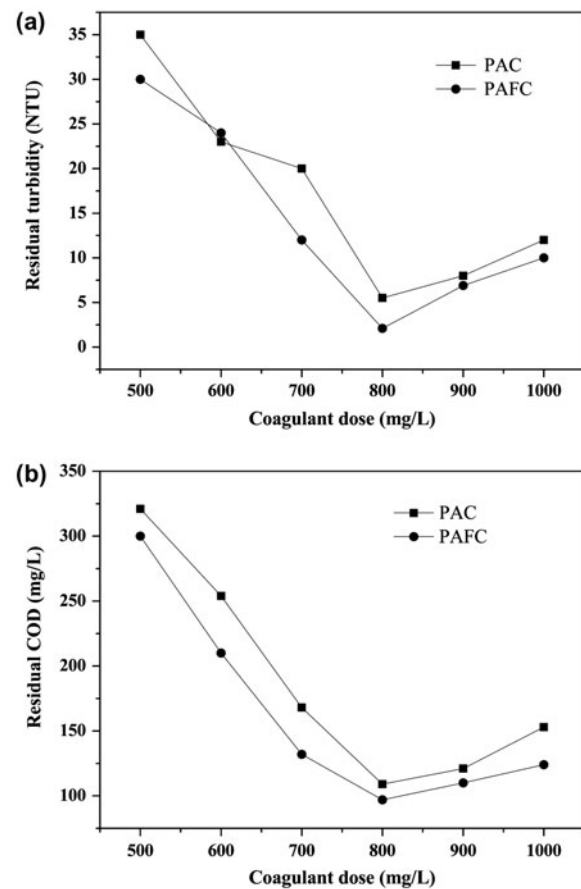 (a)
35
30
25
20
15
10
5
0
Residual turbidity (NTU)
PAC
PAFC
500 600 700 800 900 1000
Coagulant dose (mg/L)
(b)
350
300
250
200
150
100
Residual COD (mg/L)
PAC
PAFC
500 600 700 800 900 1000
Coagulant dose (mg/L)